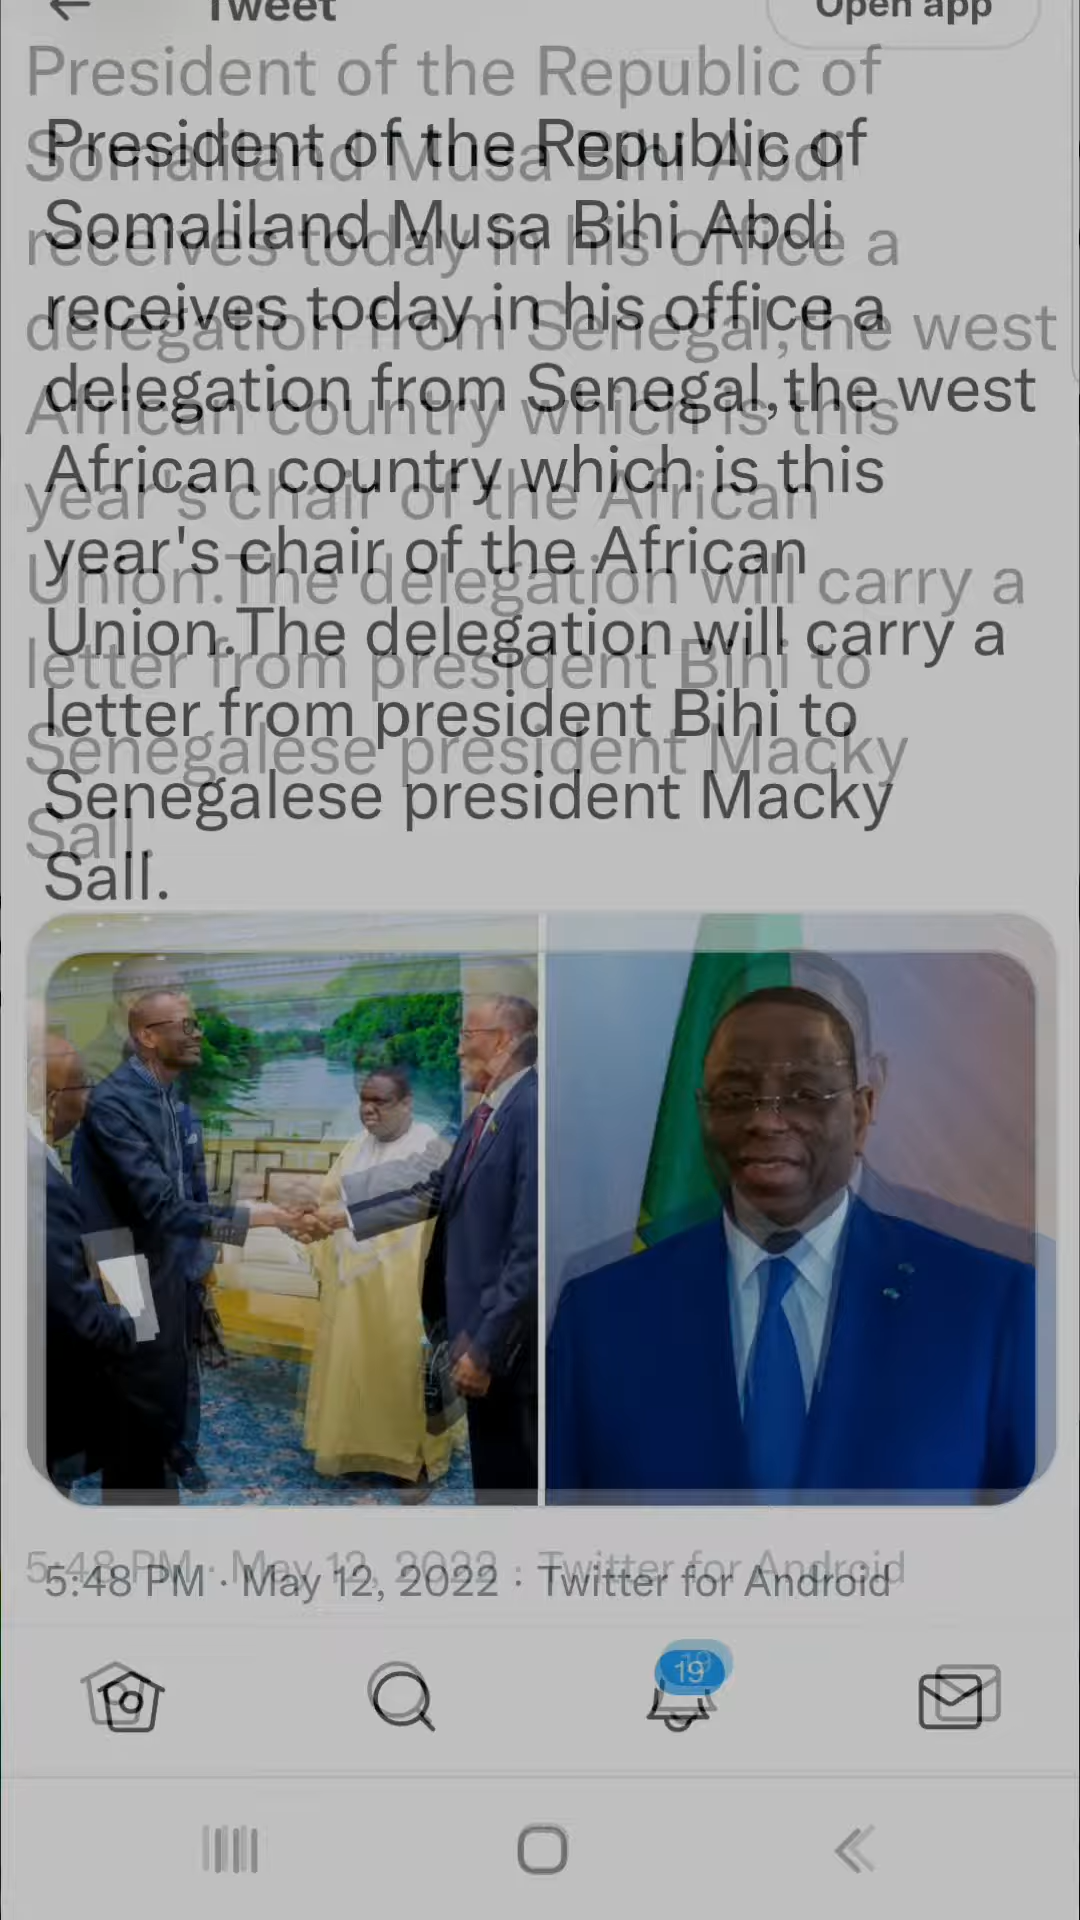 Tweet
Open app
President of the Republic of
Somaliland Musa Bihi Abdi
receives today in his office a
delegation from Senegal,the west
African country which is this
year's chair of the African
Union.The delegation will carry a
letter from president Bihi to
Senegalese president Macky
Sall.
5:48 PM · May 12, 2022 · Twitter for Android
19